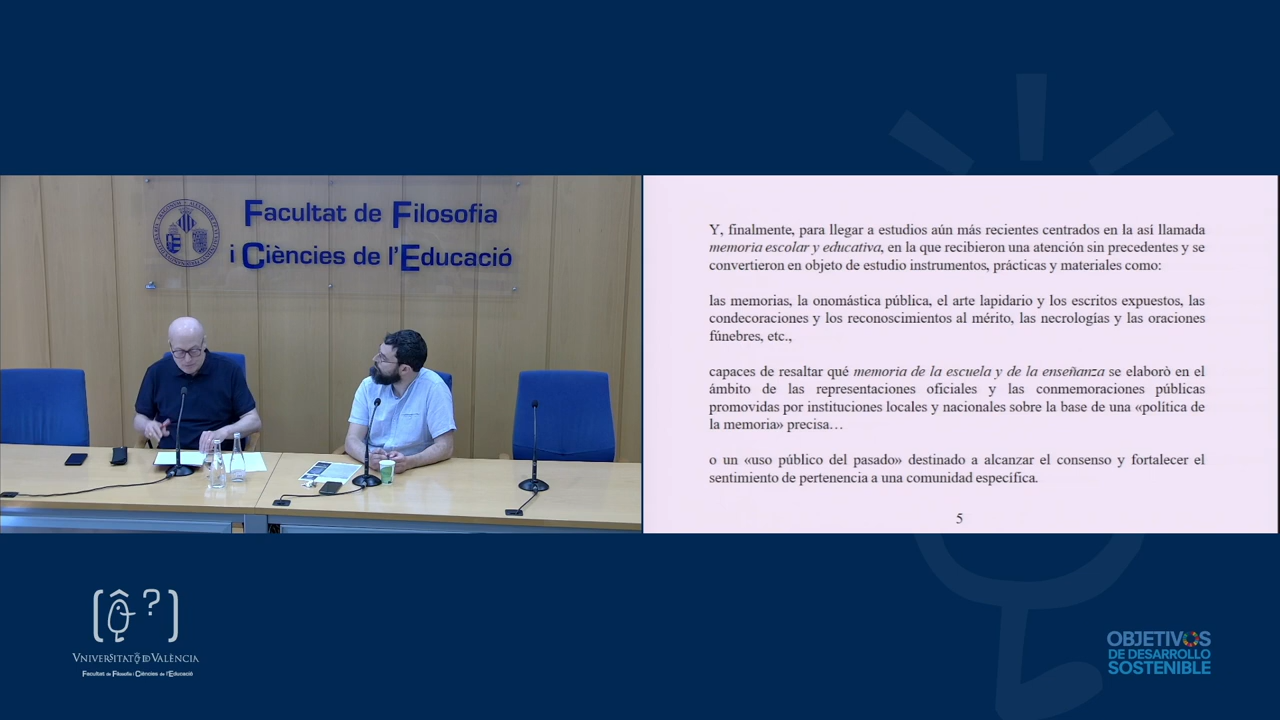 Facultat de Filosofia
i Ciències de l'Educació
Y, finalmente, para llegar a estudios aún más recientes centrados en la así llamada
memoria escolar y educativa, en la que recibieron una atención sin precedentes y se
convertieron en objeto de estudio instrumentos, prácticas y materiales como:
las memorias, la onomástica pública, el arte lapidario y los escritos expuestos, las
condecoraciones y los reconoscimientos al mérito, las necrologías y las oraciones
fúnebres, etc.,
capaces de resaltar qué memoria de la escuela y de la enseñanza se elaborò en el
ámbito de las representaciones oficiales y las conmemoraciones públicas
promovidas por instituciones locales y nacionales sobre la base de una «política de
la memoria» precisa…
o un «uso público del pasado» destinado a alcanzar el consenso y fortalecer el
sentimiento de pertenencia a una comunidad específica.
5
VNIVERSITAT ID VALÈNCIA
Facultat de Filosofia i Ciències de l'Educació
OBJETIVOS
DE DESARROLLO
SOSTENIBLE